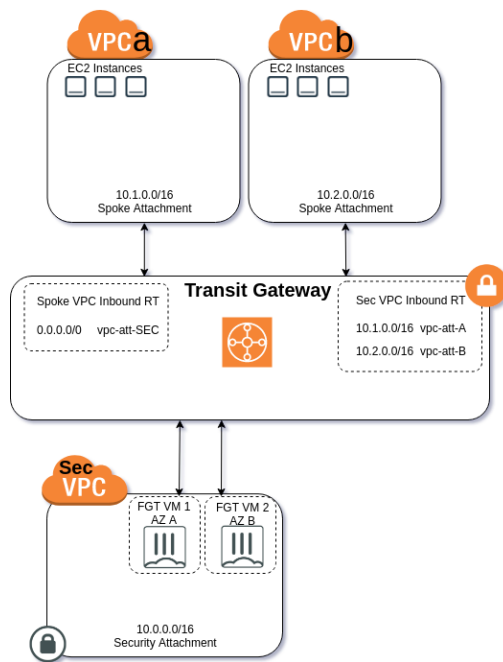 VPCa
VPCb
EC2 Instances
EC2 Instances
10.1.0.0/16
Spoke Attachment
10.2.0.0/16
Spoke Attachment
Transit Gateway
Spoke VPC Inbound RT
0.0.0.0/0 vpc-att-SEC
Sec VPC Inbound RT
10.1.0.0/16 vpc-att-A
10.2.0.0/16 vpc-att-B
Sec
VPC
FGT VM 1
AZ A
FGT VM 2
AZ B
10.0.0.0/16
Security Attachment